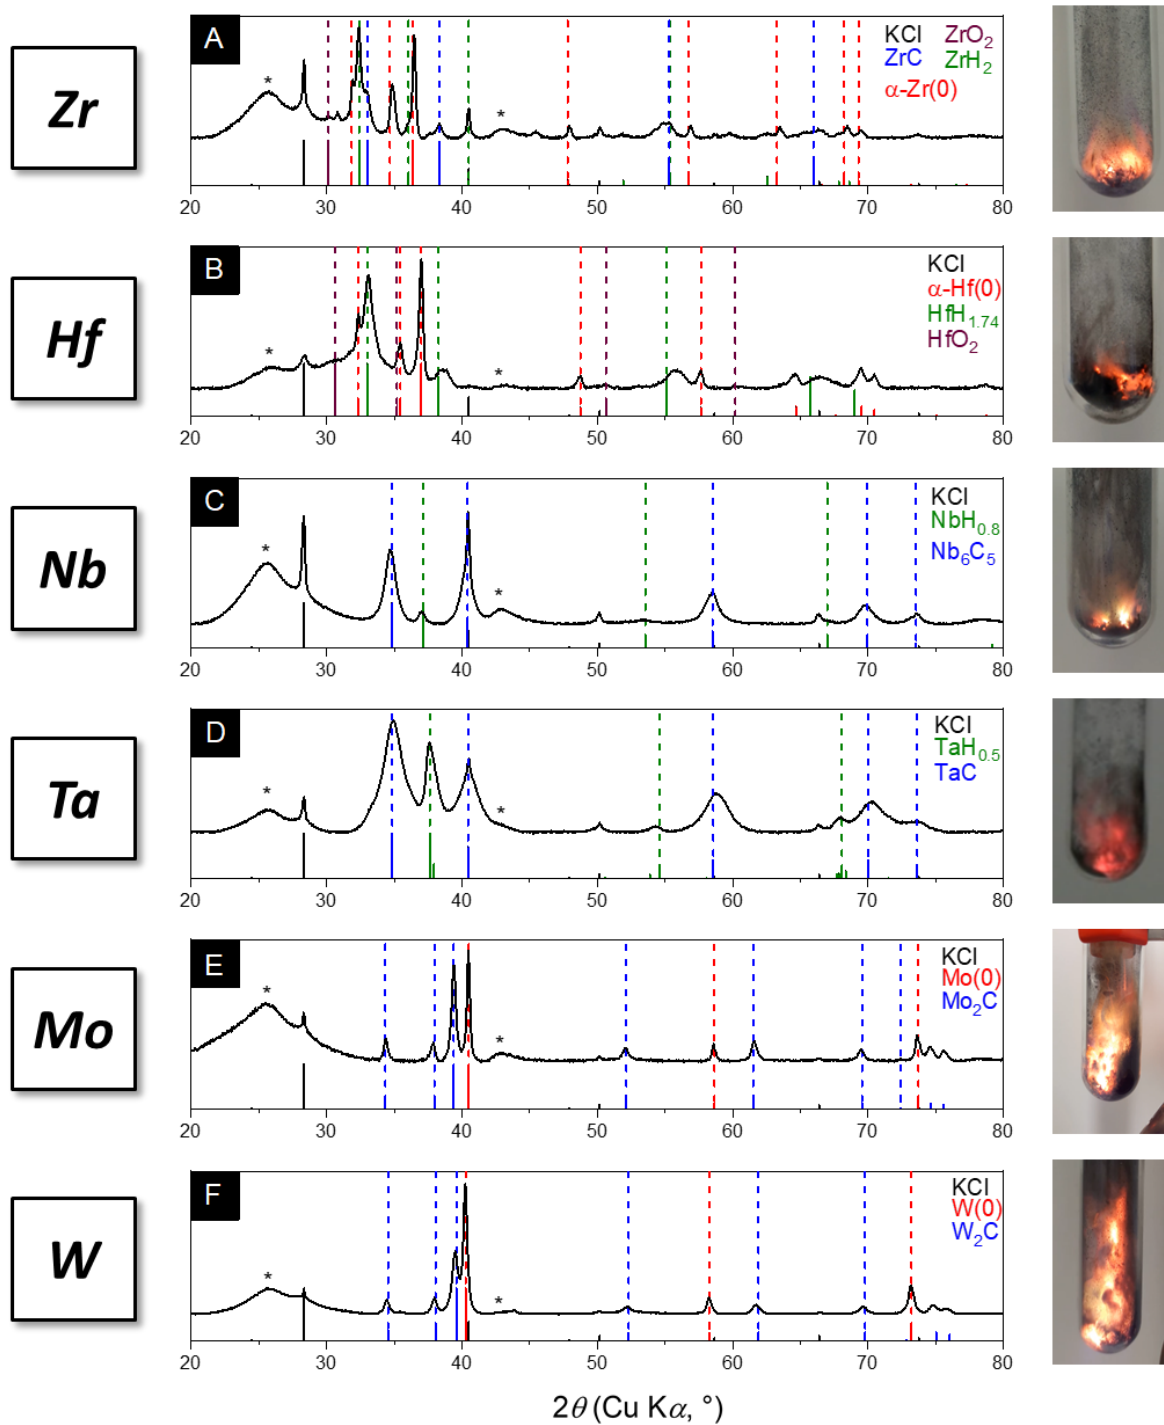 Zr
A
KCl ZrO₂
ZrC ZrH₂
α-Zr(0)
*
*
20 30 40 50 60 70 80
Hf
B
KCl
α-Hf(0)
HfH₁.₇₄
HfO₂
*
*
20 30 40 50 60 70 80
Nb
C
KCl
NbH₀.₈
Nb₆C₅
*
*
20 30 40 50 60 70 80
Ta
D
KCl
TaH₀.₅
TaC
*
*
20 30 40 50 60 70 80
Mo
E
KCl
Mo(0)
Mo₂C
*
*
20 30 40 50 60 70 80
W
F
KCl
W(0)
W₂C
*
*
20 30 40 50 60 70 80
2θ (Cu Kα, °)